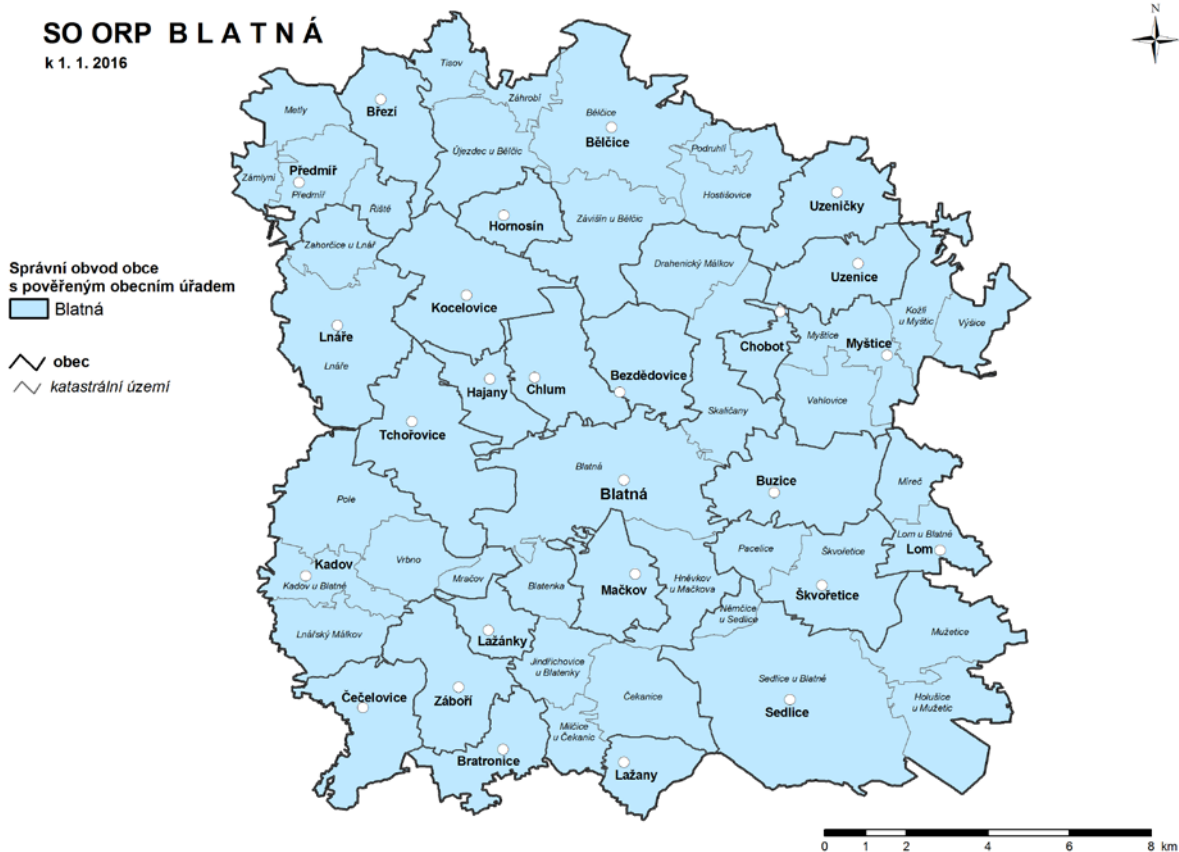 SO ORP B L A T N Á
k 1. 1. 2016
N
Správní obvod obce
s pověřeným obecním úřadem
Blatná
obec
katastrální území
Tisov
Záhrobí
Metly
Březí
Bělčice
Bělčice
Újezdec u Bělčic
Podruhlí
Zámlyní
Předmíř
Předmíř
Řiště
Hostišovice
Uzeničky
Hornosín
Závišín u Bělčic
Zahorčice u Lnář
Drahenický Málkov
Uzenice
Kocelovice
Kožlí
u Myštic
Výšice
Lnáře
Lnáře
Chobot
Myštice
Myštice
Hajany
Chlum
Bezdědovice
Vahlovice
Skaličany
Tchořovice
Blatná
Blatná
Buzice
Míreč
Pole
Lom u Blatné
Lom
Pacelice
Škvořetice
Škvořetice
Kadov
Kadov u Blatné
Vrbno
Mračov
Blatenka
Mačkov
Hněvkov
u Mačkova
Němčice
u Sedlice
Lnářský Málkov
Lažánky
Mužetice
Jindřichovice
u Blatenky
Čekanice
Sedlice u Blatné
Sedlice
Holušice
u Mužetic
Čečelovice
Záboří
Milčice
u Čekanic
Bratronice
Lažany
0 1 2 4 6 8 km